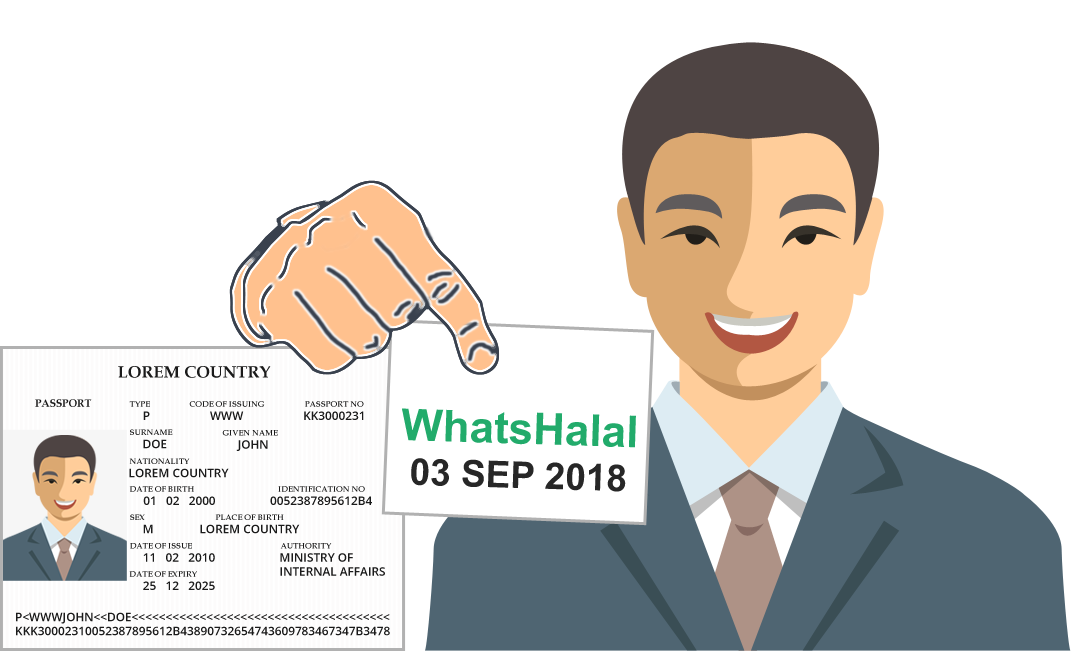 LOREM COUNTRY
PASSPORT
TYPE CODE OF ISSUING PASSPORT NO
P WWW KK3000231
SURNAME GIVEN NAME
DOE JOHN
NATIONALITY
LOREM COUNTRY
DATE OF BIRTH IDENTIFICATION NO
01 02 2000 0052387895612B4
SEX PLACE OF BIRTH
M LOREM COUNTRY
DATE OF ISSUE AUTHORITY
11 02 2010 MINISTRY OF
INTERNAL AFFAIRS
DATE OF EXPIRY
25 12 2025
P<WWWJOHN<<DOE<<<<<<<<<<<<<<<<<<<<<<<<<<<<<<<
KKK30002310052387895612B43890732654743609783467347B3478
WhatsHalal
03 SEP 2018